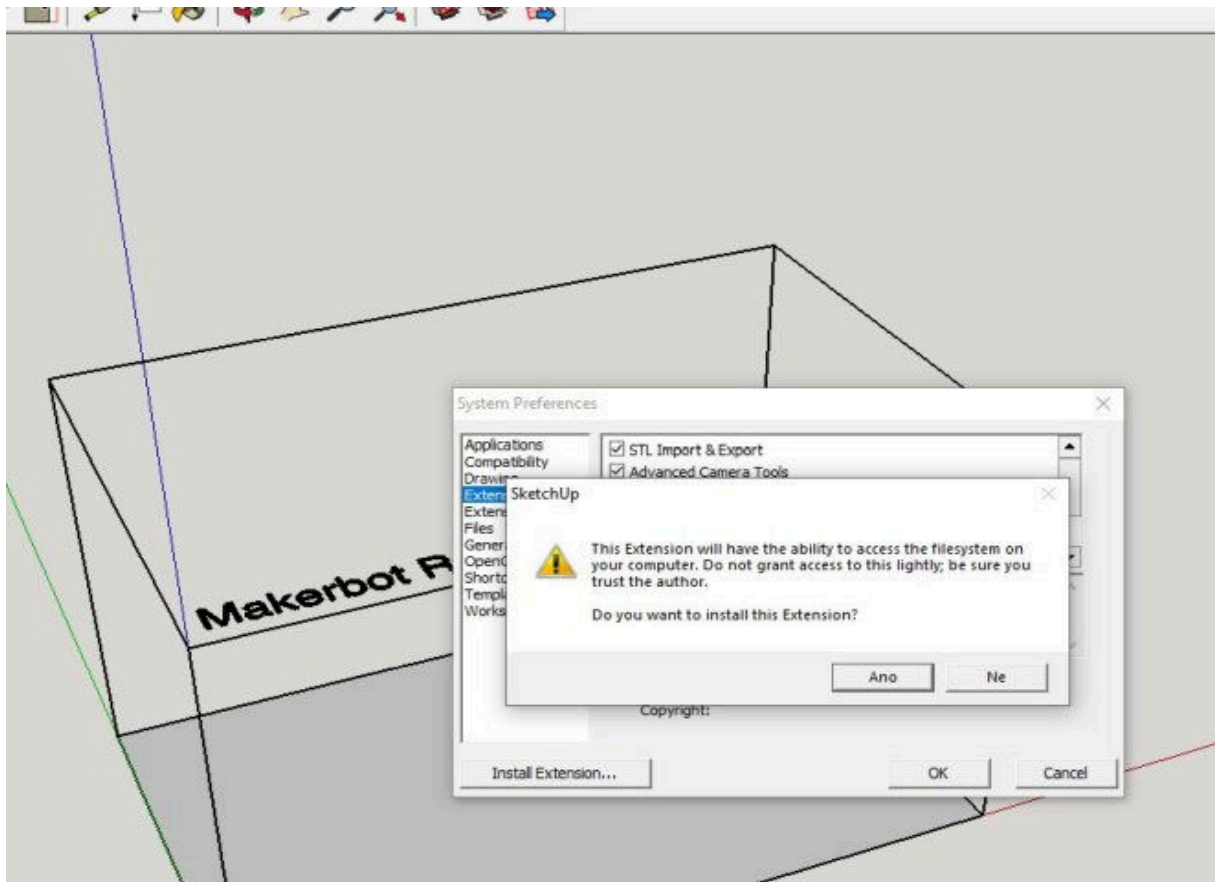 System Preferences
Applications
Compatibility
Drawing
STL Import & Export
Advanced Camera Tools
SketchUp
Files
This Extension will have the ability to access the filesystem on
your computer. Do not grant access to this lightly; be sure you
trust the author.
Do you want to install this Extension?
Ano
Ne
Makerbot R
Copyright:
Install Extension...
OK
Cancel